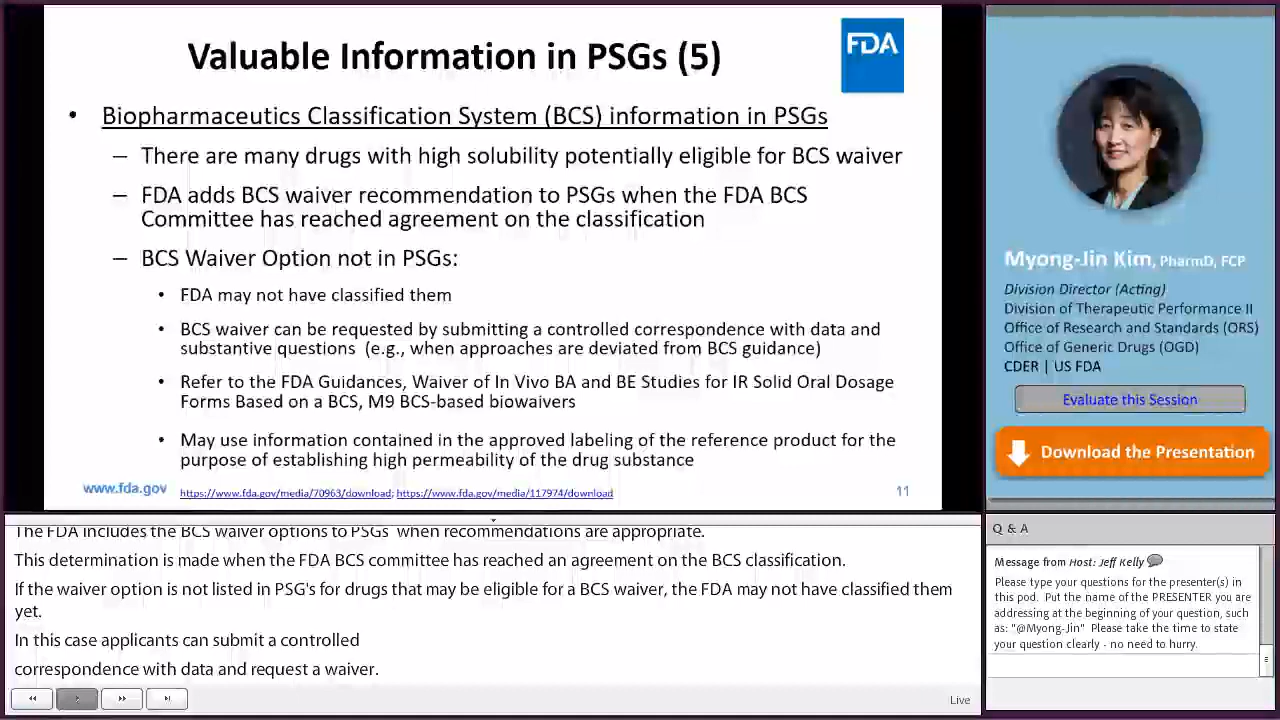 Valuable Information in PSGs (5)
FDA
• Biopharmaceutics Classification System (BCS) information in PSGs
– There are many drugs with high solubility potentially eligible for BCS waiver
– FDA adds BCS waiver recommendation to PSGs when the FDA BCS
Committee has reached agreement on the classification
– BCS Waiver Option not in PSGs:
• FDA may not have classified them
• BCS waiver can be requested by submitting a controlled correspondence with data and
substantive questions (e.g., when approaches are deviated from BCS guidance)
• Refer to the FDA Guidances, Waiver of In Vivo BA and BE Studies for IR Solid Oral Dosage
Forms Based on a BCS, M9 BCS-based biowaivers
• May use information contained in the approved labeling of the reference product for the
purpose of establishing high permeability of the drug substance
www.fda.gov
https://www.fda.gov/media/70963/download; https://www.fda.gov/media/117974/download
11
Myong-Jin Kim, PharmD, FCP
Division Director (Acting)
Division of Therapeutic Performance II
Office of Research and Standards (ORS)
Office of Generic Drugs (OGD)
CDER | US FDA
Evaluate this Session
Download the Presentation
The FDA includes the BCS waiver options to PSGs when recommendations are appropriate.
This determination is made when the FDA BCS committee has reached an agreement on the BCS classification.
If the waiver option is not listed in PSG's for drugs that may be eligible for a BCS waiver, the FDA may not have classified them
yet.
In this case applicants can submit a controlled
correspondence with data and request a waiver.
Live
Q & A
Message from Host: Jeff Kelly
Please type your questions for the presenter(s) in
this pod. Put the name of the PRESENTER you are
addressing at the beginning of your question, such
as: "@Myong-Jin" Please take the time to state
your question clearly - no need to hurry.